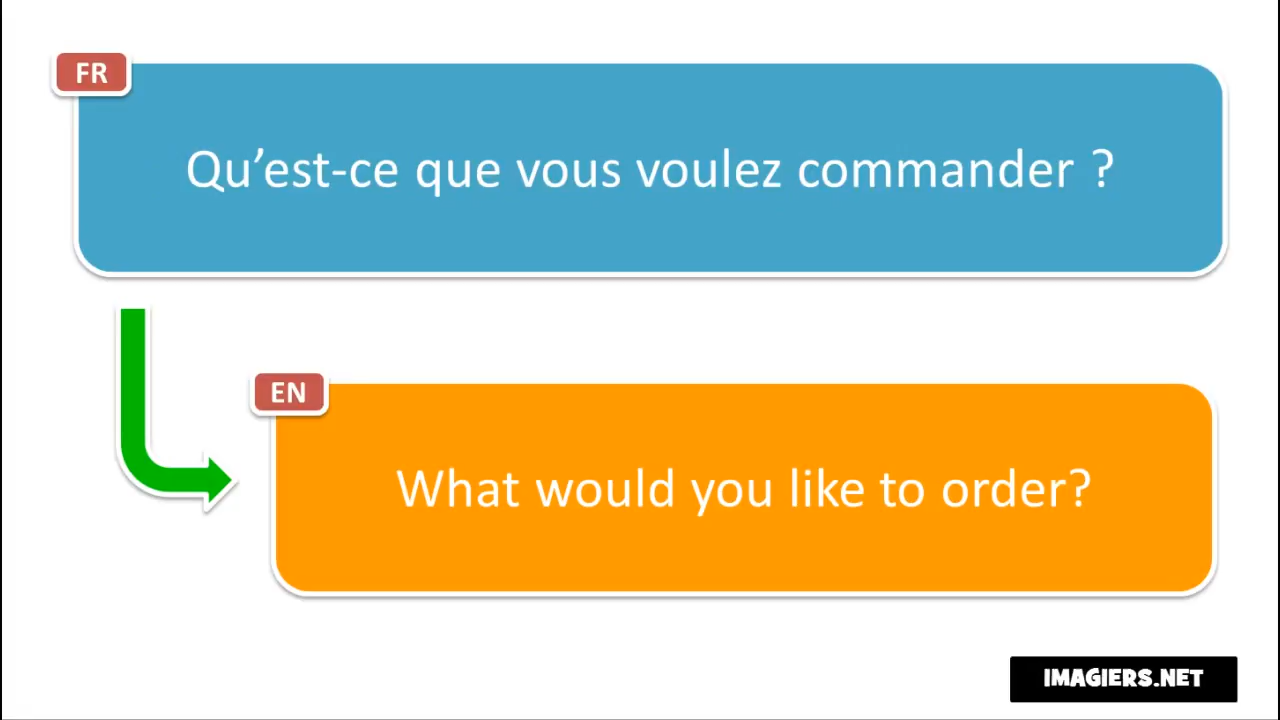 FR
Qu’est-ce que vous voulez commander ?
EN
What would you like to order?
IMAGIERS.NET